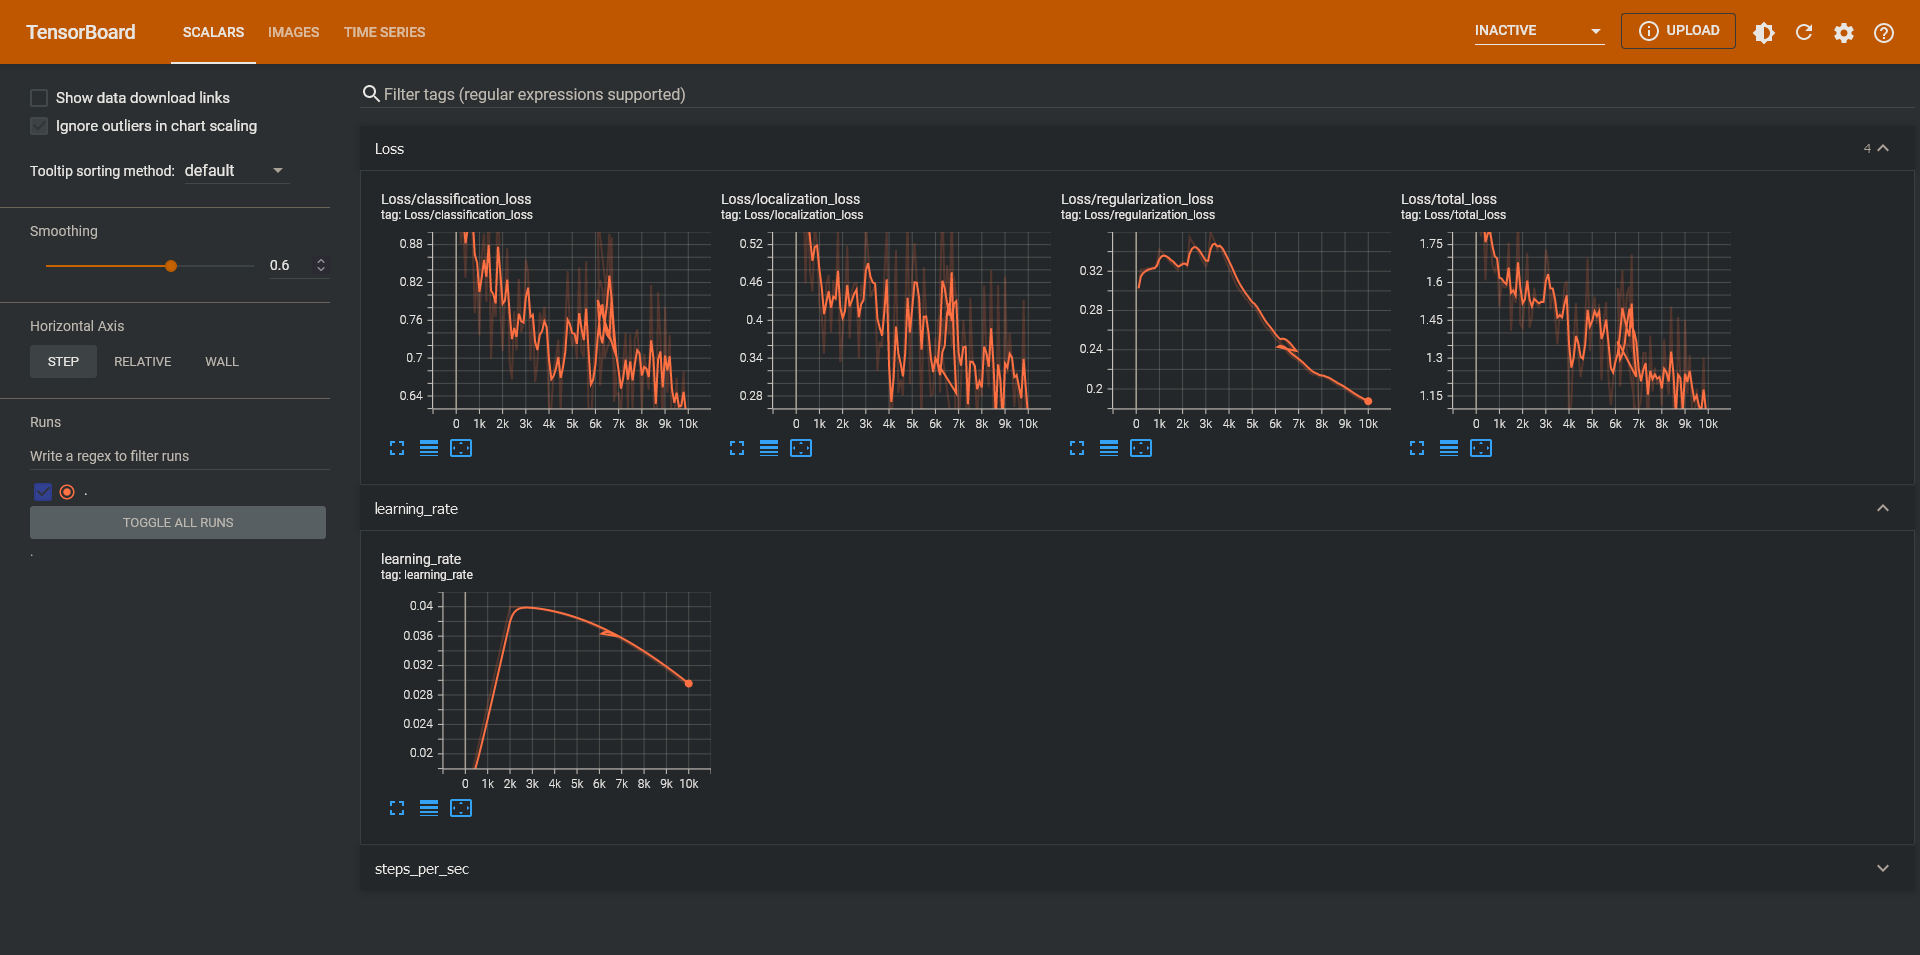 TensorBoard SCALARS IMAGES TIME SERIES INACTIVE UPLOAD
Show data download links
Ignore outliers in chart scaling
Tooltip sorting method: default
Smoothing
0.6
Horizontal Axis
STEP RELATIVE WALL
Runs
Write a regex to filter runs
.
TOGGLE ALL RUNS
.
Filter tags (regular expressions supported)
Loss 4
Loss/classification_loss
tag: Loss/classification_loss
0.88
0.82
0.76
0.7
0.64
0 1k 2k 3k 4k 5k 6k 7k 8k 9k 10k
Loss/localization_loss
tag: Loss/localization_loss
0.52
0.46
0.4
0.34
0.28
0 1k 2k 3k 4k 5k 6k 7k 8k 9k 10k
Loss/regularization_loss
tag: Loss/regularization_loss
0.32
0.28
0.24
0.2
0 1k 2k 3k 4k 5k 6k 7k 8k 9k 10k
Loss/total_loss
tag: Loss/total_loss
1.75
1.6
1.45
1.3
1.15
0 1k 2k 3k 4k 5k 6k 7k 8k 9k 10k
learning_rate
learning_rate
tag: learning_rate
0.04
0.036
0.032
0.028
0.024
0.02
0 1k 2k 3k 4k 5k 6k 7k 8k 9k 10k
steps_per_sec